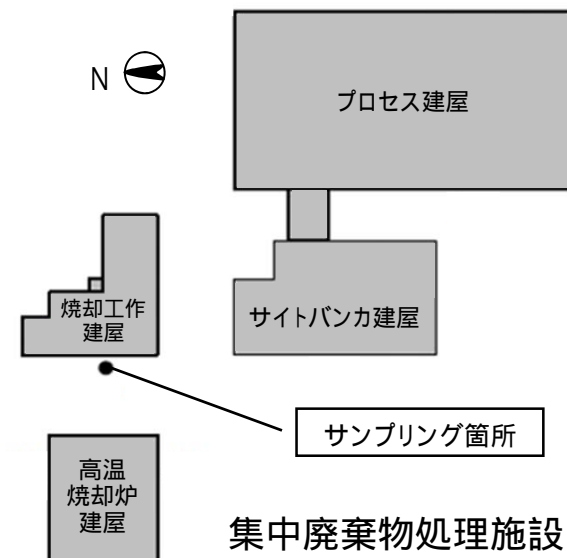 N
プロセス建屋
焼却工作
建屋
サイトバンカ建屋
サンプリング箇所
高温
焼却炉
建屋
集中廃棄物処理施設